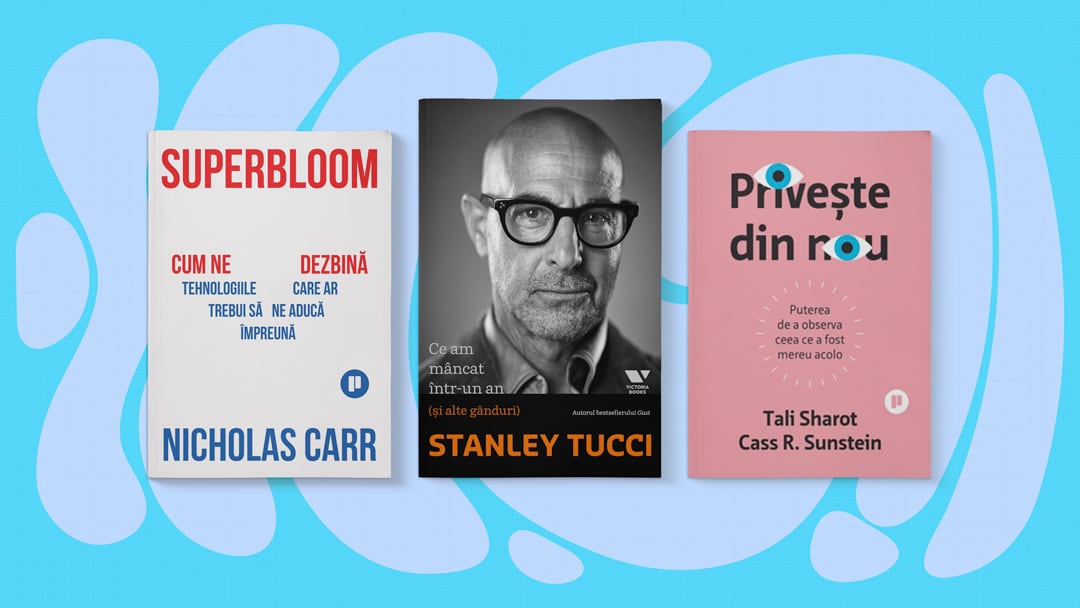 SUPERBLOOM
CUM NE DEZBINĂ
TEHNOLOGIILE CARE AR
TREBUI SĂ NE ADUCĂ
ÎMPREUNĂ
NICHOLAS CARR
Ce am
mâncat
într-un an
(și alte gânduri)
VICTORIA
BOOKS
Autorul bestsellerului Gust
STANLEY TUCCI
Privește
din nou
Puterea
de a observa
ceea ce a fost
mereu acolo
Tali Sharot
Cass R. Sunstein